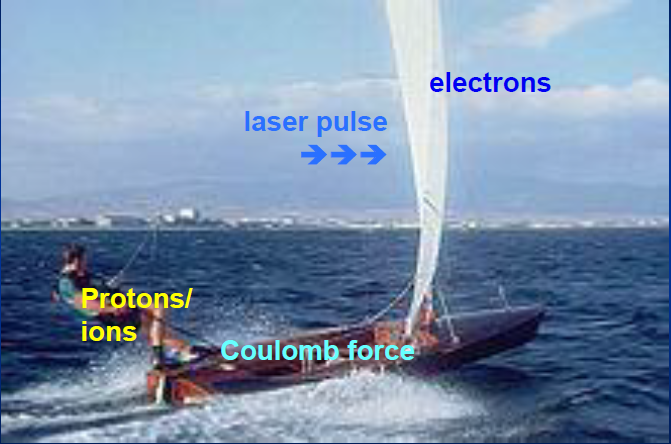 electrons
laser pulse
➔➔➔
Protons/
ions
Coulomb force